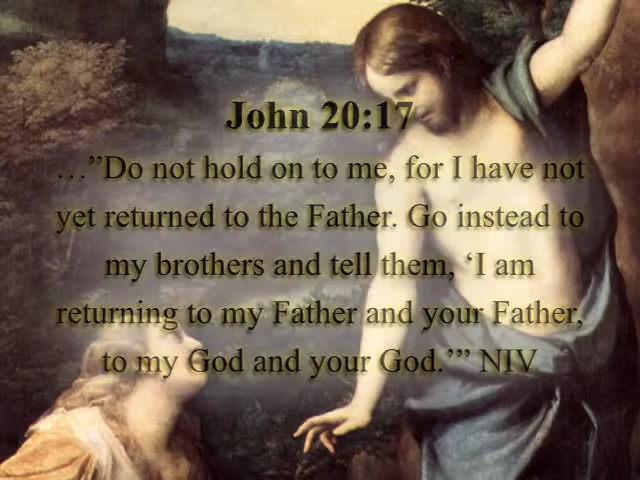 John 20:17
…”Do not hold on to me, for I have not
yet returned to the Father. Go instead to
my brothers and tell them, ‘I am
returning to my Father and your Father,
to my God and your God.’” NIV